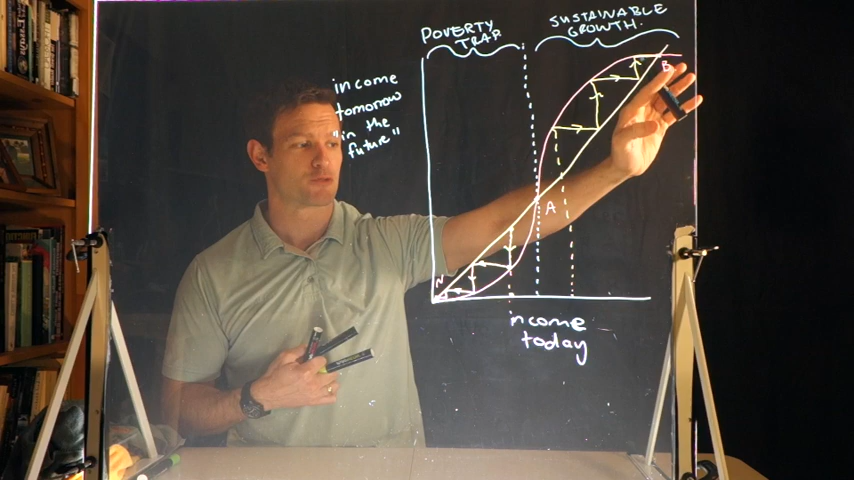 POVERTY
TRAP
SUSTAINABLE
GROWTH.
income
tomorrow
"in the
future"
B
A
N
ncome
today